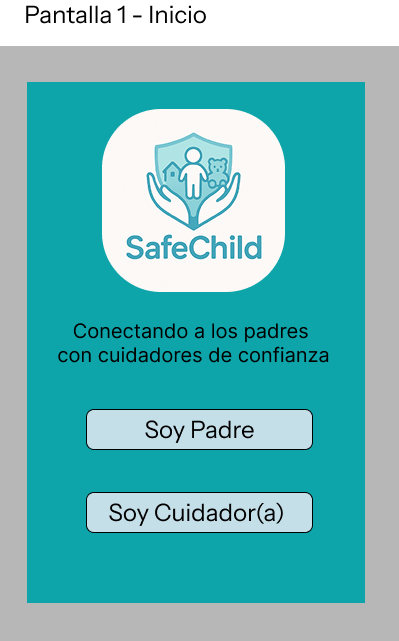 Pantalla 1 - Inicio
SafeChild
Conectando a los padres
con cuidadores de confianza
Soy Padre
Soy Cuidador(a)